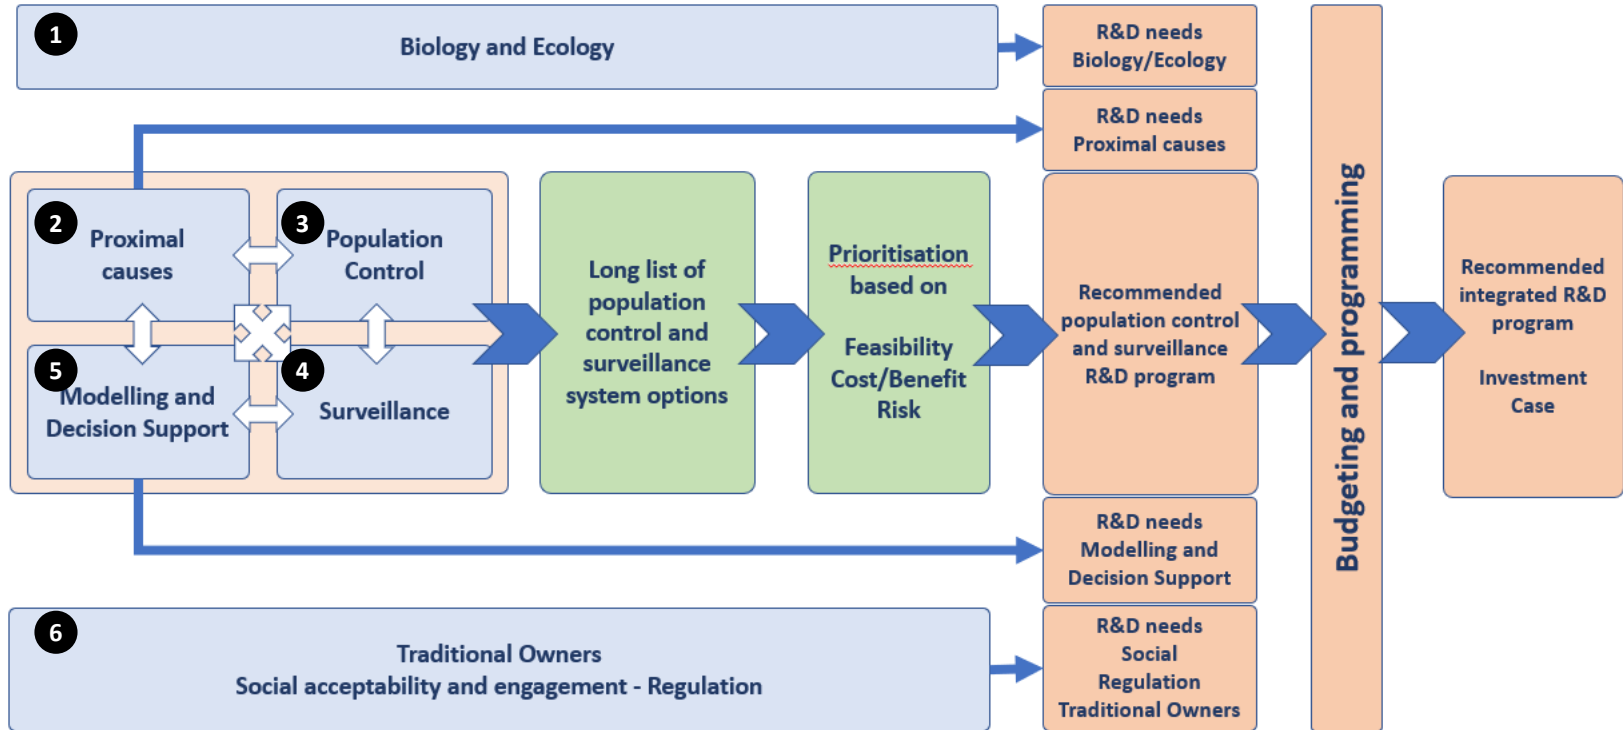 1
Biology and Ecology
R&D needs
Biology/Ecology
R&D needs
Proximal causes
2
Proximal
causes
3
Population
Control
5
Modelling and
Decision Support
4
Surveillance
Long list of
population
control and
surveillance
system options
Prioritisation
based on
Feasibility
Cost/Benefit
Risk
Recommended
population control
and surveillance
R&D program
R&D needs
Modelling and
Decision Support
6
Traditional Owners
Social acceptability and engagement - Regulation
R&D needs
Social
Regulation
Traditional Owners
Budgeting and programming
Recommended
integrated R&D
program
Investment
Case